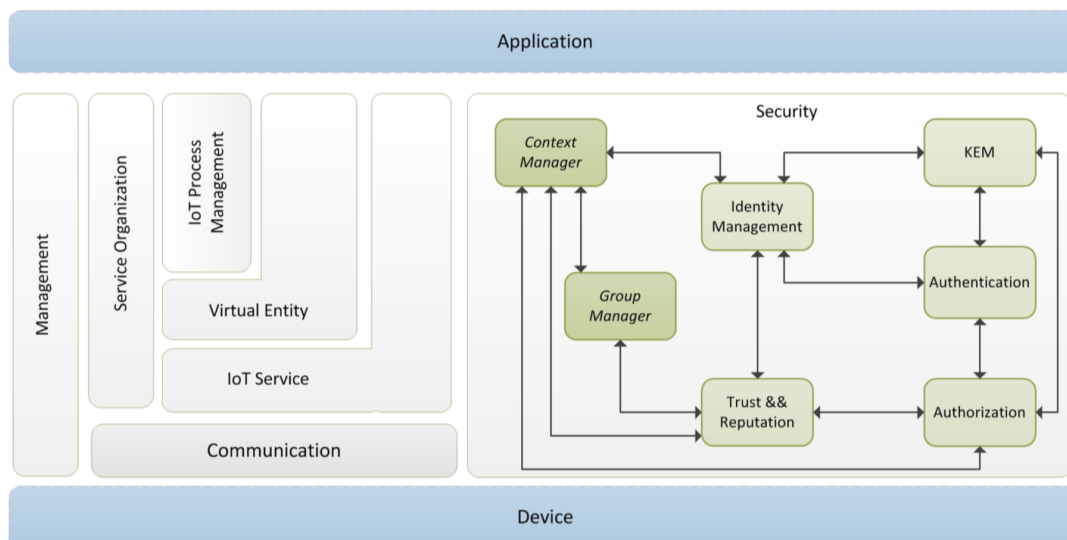 Application
Management
Service Organization
IoT Process
Management
Virtual Entity
IoT Service
Communication
Security
Context
Manager
KEM
Identity
Management
Group
Manager
Authentication
Trust &&
Reputation
Authorization
Device